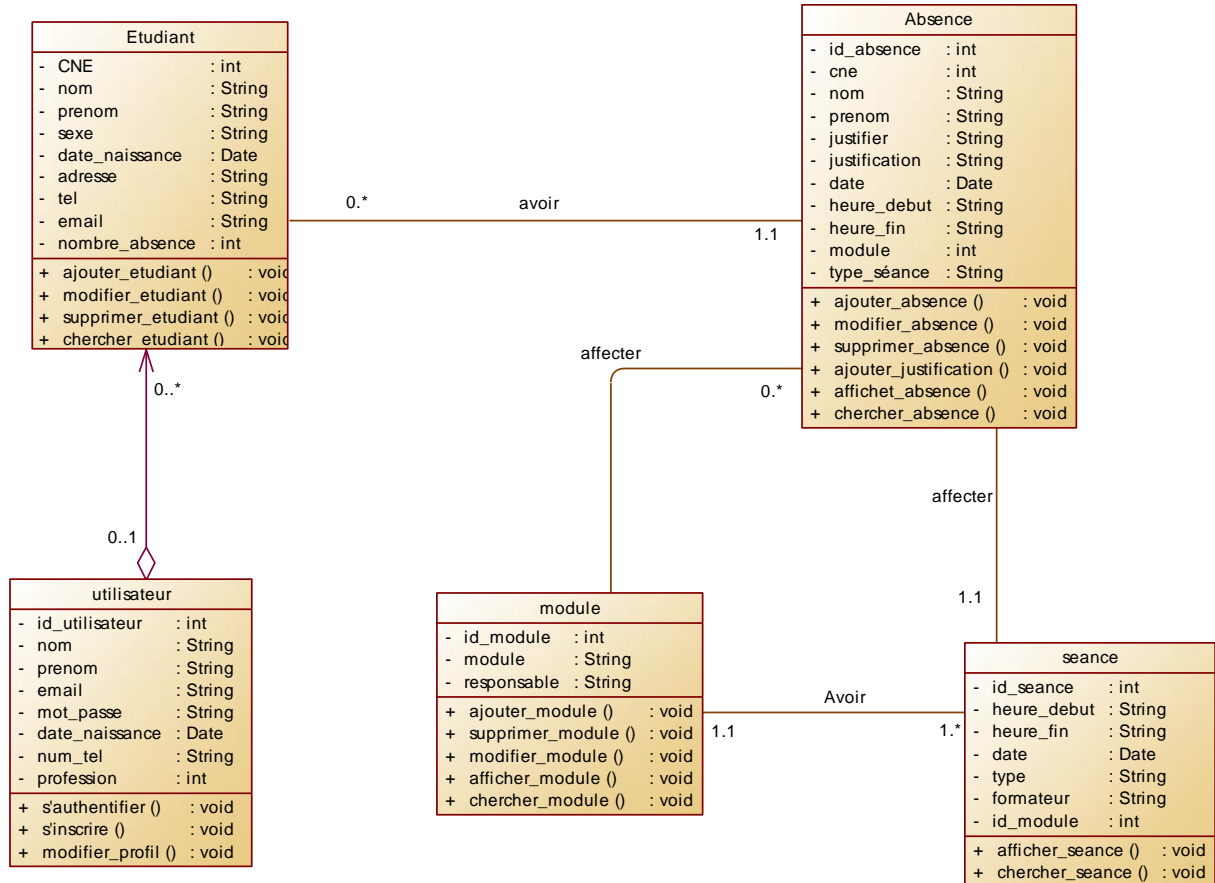 Etudiant
- CNE : int
- nom : String
- prenom : String
- sexe : String
- date_naissance : Date
- adresse : String
- tel : String
- email : String
- nombre_absence : int
+ ajouter_etudiant () : void
+ modifier_etudiant () : void
+ supprimer_etudiant () : void
+ chercher_etudiant () : void
0.*
avoir
1.1
Absence
- id_absence : int
- cne : int
- nom : String
- prenom : String
- justifier : String
- justification : String
- date : Date
- heure_debut : String
- heure_fin : String
- module : int
- type_séance : String
+ ajouter_absence () : void
+ modifier_absence () : void
+ supprimer_absence () : void
+ ajouter_justification () : void
+ affichet_absence () : void
+ chercher_absence () : void
0..*
0..1
affecter
0.*
affecter
1.1
utilisateur
- id_utilisateur : int
- nom : String
- prenom : String
- email : String
- mot_passe : String
- date_naissance : Date
- num_tel : String
- profession : int
+ s'authentifier () : void
+ s'inscrire () : void
+ modifier_profil () : void
module
- id_module : int
- module : String
- responsable : String
+ ajouter_module () : void
+ supprimer_module () : void
+ modifier_module () : void
+ afficher_module () : void
+ chercher_module () : void
Avoir
1.1
1.*
seance
- id_seance : int
- heure_debut : String
- heure_fin : String
- date : Date
- type : String
- formateur : String
- id_module : int
+ afficher_seance () : void
+ chercher_seance () : void